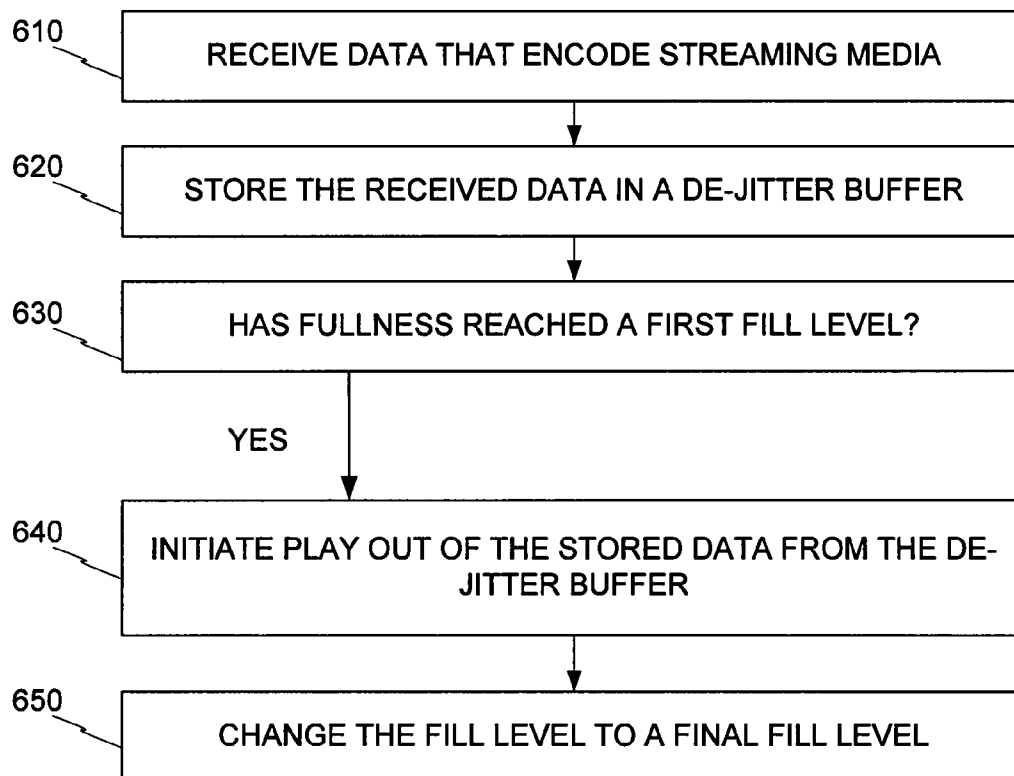 610
RECEIVE DATA THAT ENCODE STREAMING MEDIA
620
STORE THE RECEIVED DATA IN A DE-JITTER BUFFER
630
HAS FULLNESS REACHED A FIRST FILL LEVEL?
YES
640
INITIATE PLAY OUT OF THE STORED DATA FROM THE DE-
JITTER BUFFER
650
CHANGE THE FILL LEVEL TO A FINAL FILL LEVEL